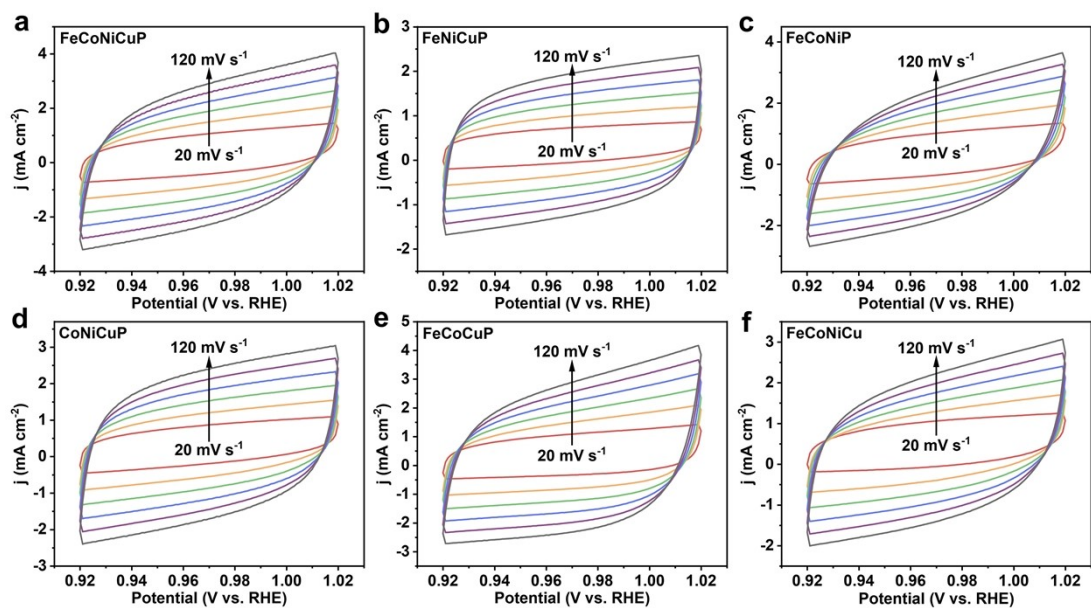 a
FeCoNiCuP
120 mV s⁻¹
20 mV s⁻¹
j (mA cm⁻²)
4
2
0
-2
-4
0.92 0.94 0.96 0.98 1.00 1.02
Potential (V vs. RHE)
b
FeNiCuP
120 mV s⁻¹
20 mV s⁻¹
j (mA cm⁻²)
3
2
1
0
-1
-2
0.92 0.94 0.96 0.98 1.00 1.02
Potential (V vs. RHE)
c
FeCoNiP
120 mV s⁻¹
20 mV s⁻¹
j (mA cm⁻²)
4
2
0
-2
0.92 0.94 0.96 0.98 1.00 1.02
Potential (V vs. RHE)
d
CoNiCuP
120 mV s⁻¹
20 mV s⁻¹
j (mA cm⁻²)
3
2
1
0
-1
-2
-3
0.92 0.94 0.96 0.98 1.00 1.02
Potential (V vs. RHE)
e
FeCoCuP
120 mV s⁻¹
20 mV s⁻¹
j (mA cm⁻²)
5
4
3
2
1
0
-1
-2
-3
0.92 0.94 0.96 0.98 1.00 1.02
Potential (V vs. RHE)
f
FeCoNiCu
120 mV s⁻¹
20 mV s⁻¹
j (mA cm⁻²)
3
2
1
0
-1
-2
0.92 0.94 0.96 0.98 1.00 1.02
Potential (V vs. RHE)